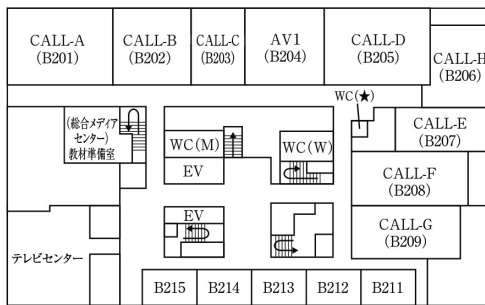 CALL-A
(B201)
CALL-B
(B202)
CALL-C
(B203)
AV1
(B204)
CALL-D
(B205)
CALL-H
(B206)
WC(★)
(総合メディア
センター)
教材準備室
WC(M)
EV
WC(W)
CALL-E
(B207)
CALL-F
(B208)
CALL-G
(B209)
EV
テレビセンター
B215
B214
B213
B212
B211